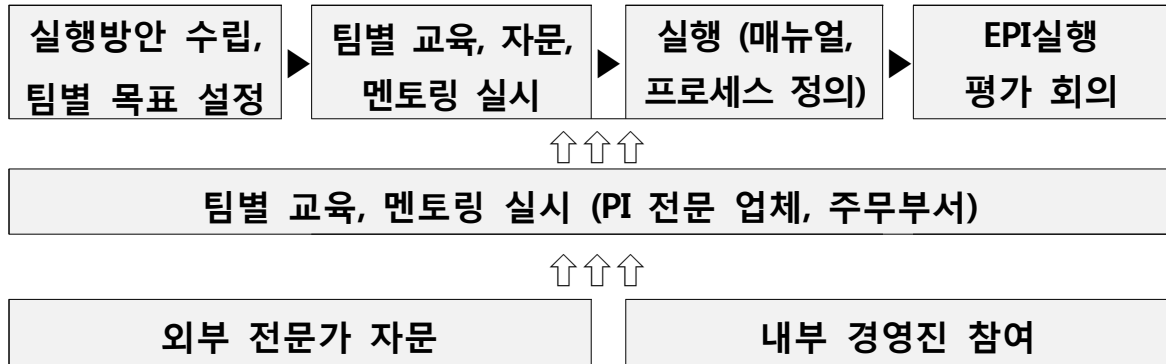 실행방안 수립,
팀별 목표 설정
팀별 교육, 자문,
멘토링 실시
실행 (매뉴얼,
프로세스 정의)
EPI실행
평가 회의
팀별 교육, 멘토링 실시 (PI 전문 업체, 주무부서)
외부 전문가 자문
내부 경영진 참여